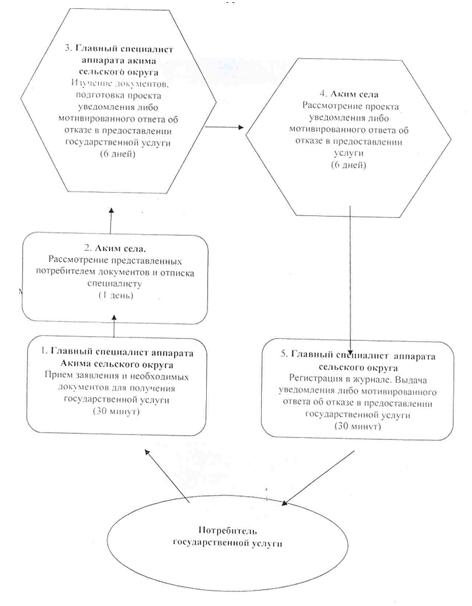 3. Главный специалист
аппарата акима
сельского округа
Изучение документов,
подготовка проекта
уведомления либо
мотивированного ответа об
отказе в предоставлении
государственной услуги
(6 дней)
4. Аким села
Рассмотрение проекта
уведомления либо
мотивированного ответа об
отказе в предоставлении
услуги
(6 дней)
2. Аким села.
Рассмотрение представленных
потребителем документов и отписка
специалисту
(1 день)
1. Главный специалист аппарата
Акима сельского округа
Прием заявления и необходимых
документов для получения
государственной услуги
(30 минут)
5. Главный специалист аппарата
сельского округа
Регистрация в журнале. Выдача
уведомления либо мотивированного
ответа об отказе в предоставлении
государственной услуги
(30 минут)
Потребитель
государственной услуги